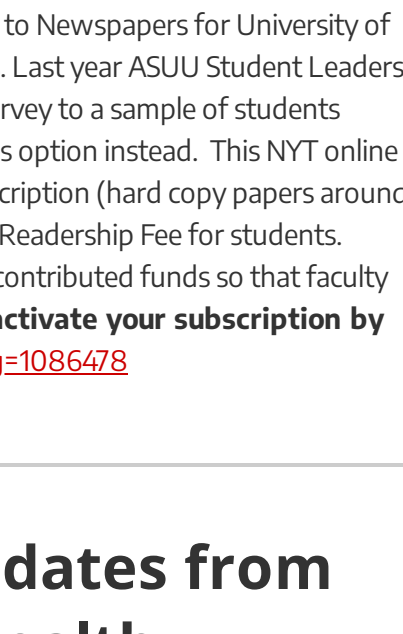 to Newspapers for University of
. Last year ASUU Student Leaders
rvey to a sample of students
s option instead. This NYT online
cription (hard copy papers around
Readership Fee for students.
contributed funds so that faculty
activate your subscription by
g=1086478
dates from